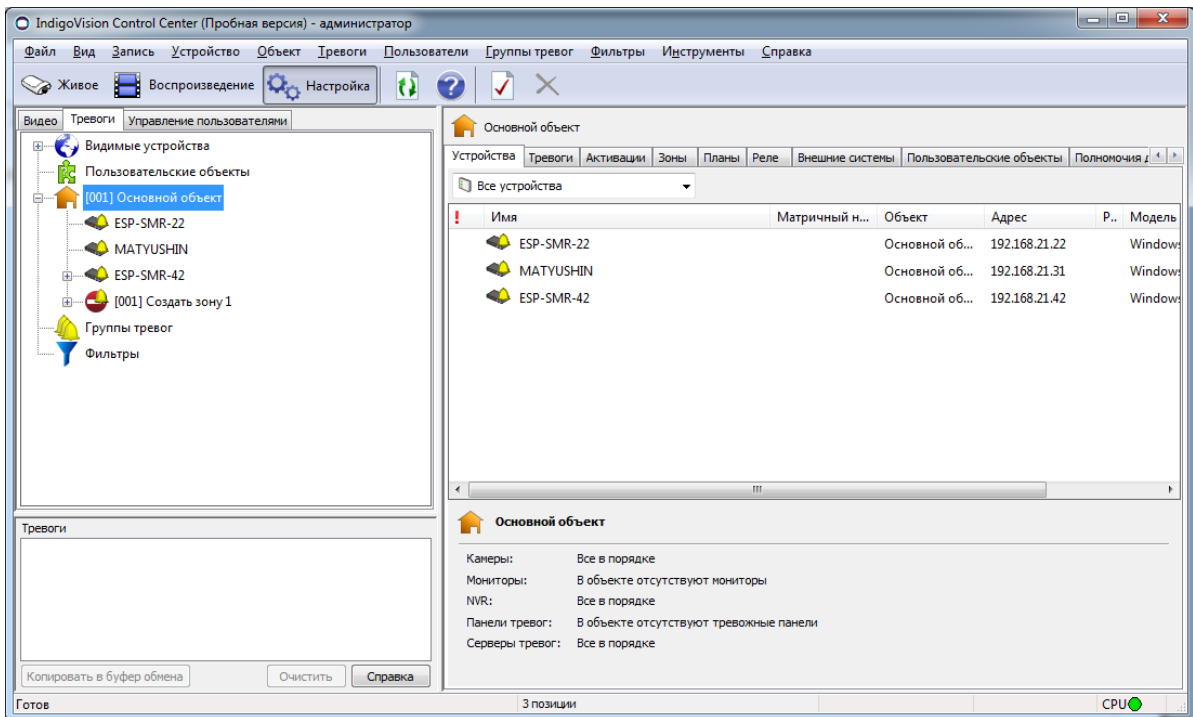 IndigoVision Control Center (Пробная версия) - администратор
Файл Вид Запись Устройство Объект Тревоги Пользователи Группы тревог Фильтры Инструменты Справка
Живое Воспроизведение Настройка
Видео Тревоги Управление пользователями
Видимые устройства
Пользовательские объекты
[001] Основной объект
ESP-SMR-22
MATYUSHIN
ESP-SMR-42
[001] Создать зону 1
Группы тревог
Фильтры
Тревоги
Копировать в буфер обмена Очистить Справка
Основной объект
Устройства Тревоги Активации Зоны Планы Реле Внешние системы Пользовательские объекты Полномочия д
Все устройства
! Имя Матричный н... Объект Адрес Р.. Модель
ESP-SMR-22 Основной об... 192.168.21.22 Windows
MATYUSHIN Основной об... 192.168.21.31 Windows
ESP-SMR-42 Основной об... 192.168.21.42 Windows
Основной объект
Камеры: Все в порядке
Мониторы: В объекте отсутствуют мониторы
NVR: Все в порядке
Панели тревог: В объекте отсутствуют тревожные панели
Серверы тревог: Все в порядке
Готов 3 позиции CPU